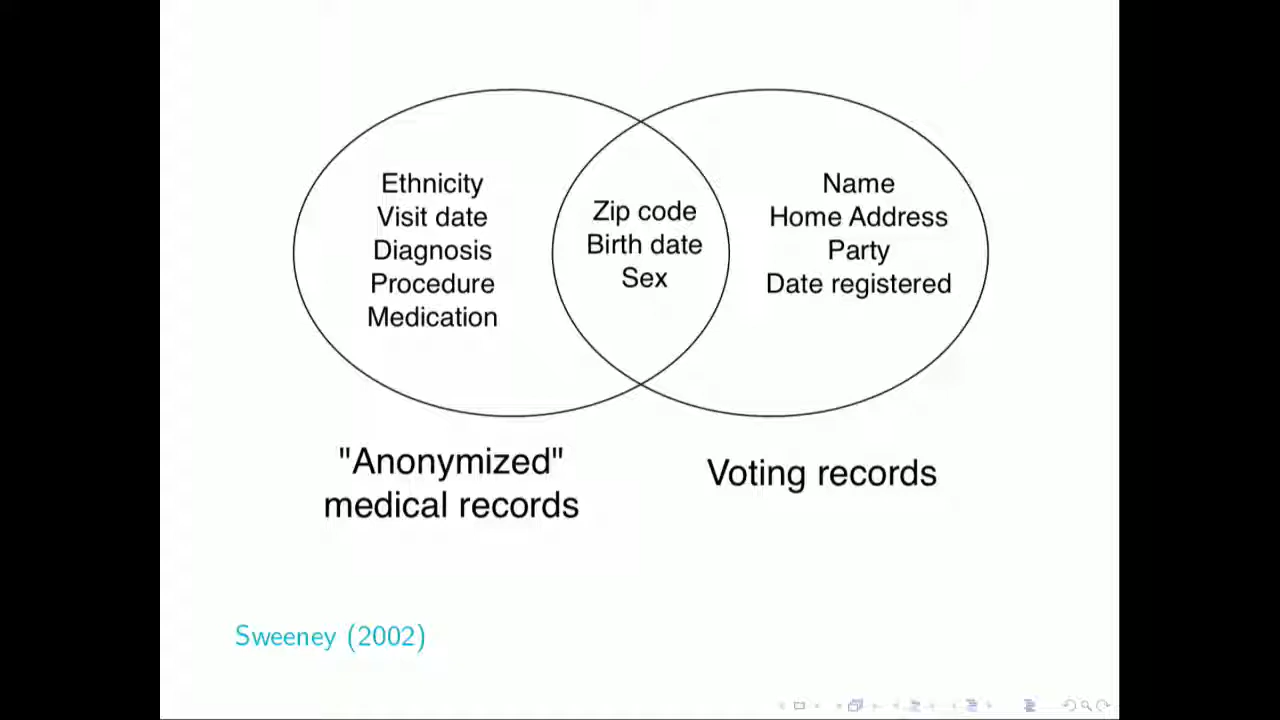 Ethnicity
Visit date
Diagnosis
Procedure
Medication
Zip code
Birth date
Sex
Name
Home Address
Party
Date registered
"Anonymized"
medical records
Voting records
Sweeney (2002)